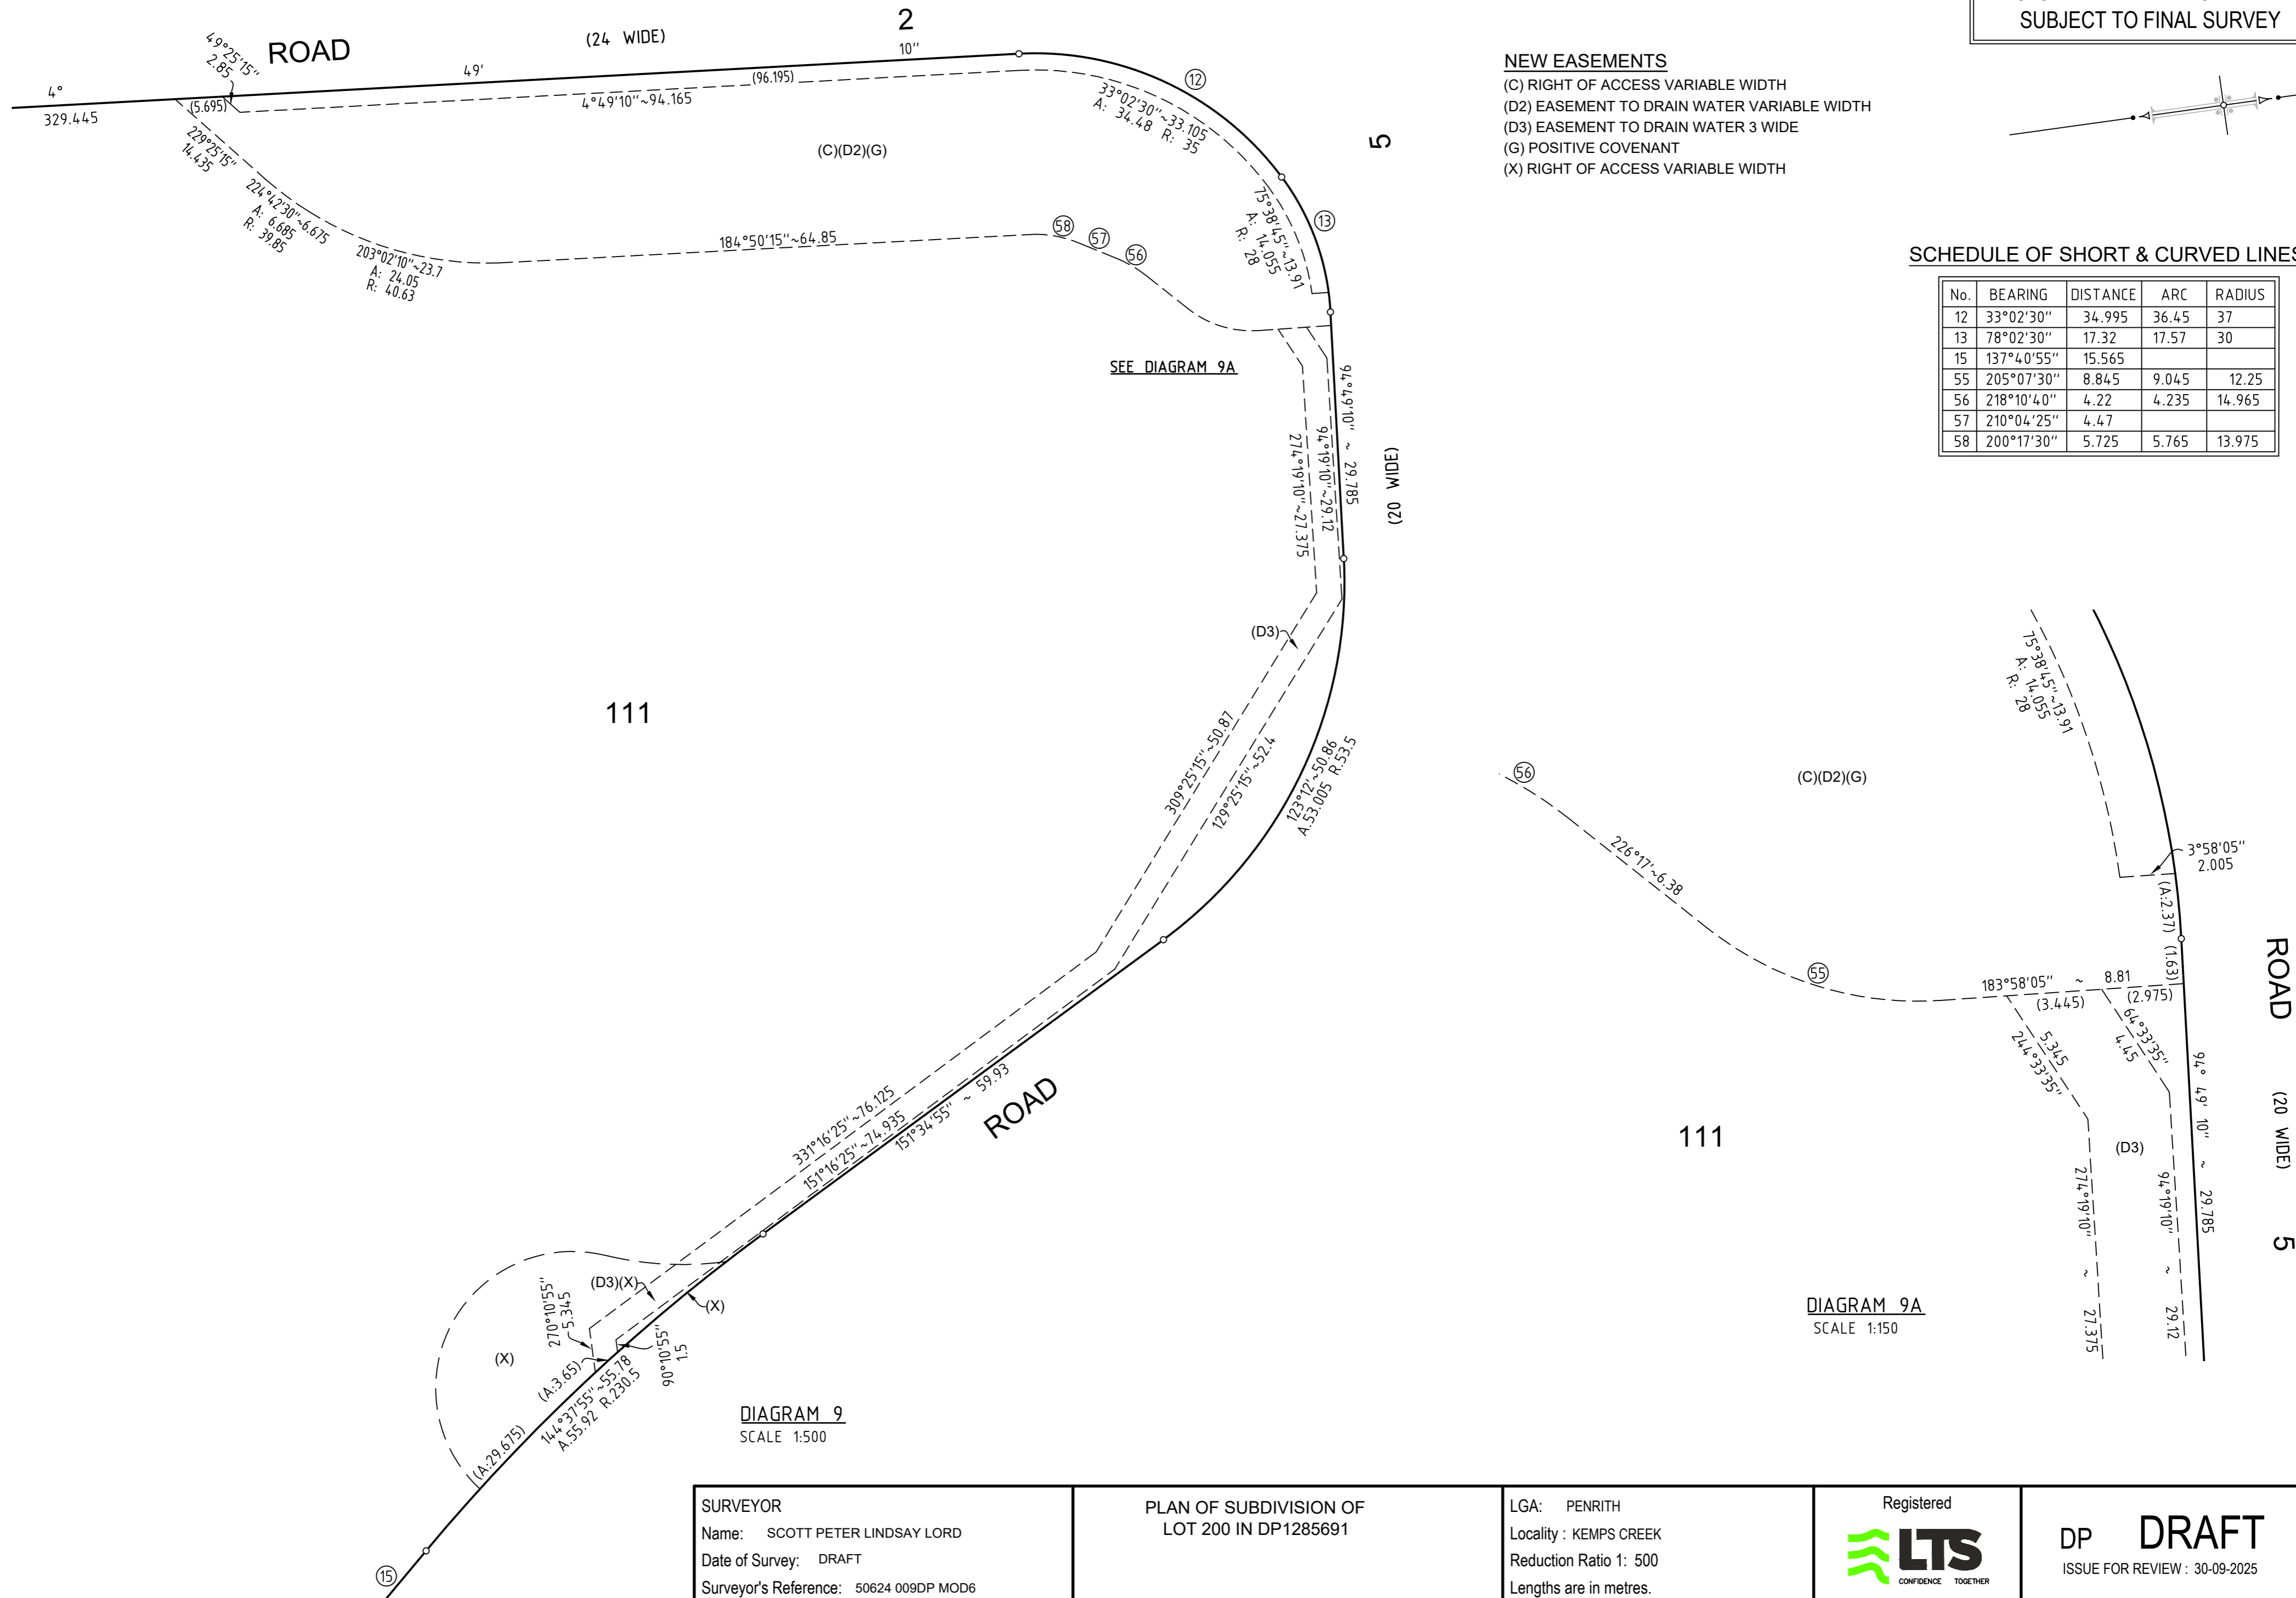 SUBJECT TO FINAL SURVEY
2
ROAD
(24 WIDE)
49°25'15"
2.85
4°
49'
10"
329.445
(5.695)
(96.195)
4°49'10"~94.165
229°25'15"
14.435
224°42'30"~6.675
A: 6.685
R: 39.85
203°02'10"~23.7
A: 24.05
R: 40.63
184°50'15"~64.85
(C)(D2)(G)
33°02'30"~33.105
A: 34.48 R: 35
12
5
75°38'45"~13.91
A: 14.055
R: 28
13
58
57
56
SEE DIAGRAM 9A
94°49'10" ~ 29.785
94°19'10"~29.12
274°19'10"~27.375
(20 WIDE)
(D3)
111
309°25'15"~50.87
129°25'15"~52.4
123°12'~50.86
A.53.005 R.53.5
331°16'25"~76.125
151°16'25"~74.935
151°34'55" ~ 59.93
ROAD
(D3)(X)
(X)
270°10'55"
5.345
90°10'55"
1.5
(X)
(A:3.65)
144°37'55"~55.78
A.55.92 R.230.5
(A:29.675)
15
DIAGRAM 9
SCALE 1:500
NEW EASEMENTS
(C) RIGHT OF ACCESS VARIABLE WIDTH
(D2) EASEMENT TO DRAIN WATER VARIABLE WIDTH
(D3) EASEMENT TO DRAIN WATER 3 WIDE
(G) POSITIVE COVENANT
(X) RIGHT OF ACCESS VARIABLE WIDTH
SCHEDULE OF SHORT & CURVED LINES
No. BEARING DISTANCE ARC RADIUS
12 33°02'30" 34.995 36.45 37
13 78°02'30" 17.32 17.57 30
15 137°40'55" 15.565
55 205°07'30" 8.845 9.045 12.25
56 218°10'40" 4.22 4.235 14.965
57 210°04'25" 4.47
58 200°17'30" 5.725 5.765 13.975
75°38'45"~13.91
A: 14.055
R: 28
56
(C)(D2)(G)
226°17'~6.38
55
3°58'05"
2.005
(A:2.37)
(1.63)
183°58'05" ~ 8.81
(3.445)
(2.975)
5.345
244°33'35"
64°33'35"
4.45
ROAD
(20 WIDE)
5
94° 49' 10" ~ 29.785
111
(D3)
274°19'10" ~ 27.375
94°19'10" ~ 29.12
DIAGRAM 9A
SCALE 1:150
SURVEYOR
Name: SCOTT PETER LINDSAY LORD
Date of Survey: DRAFT
Surveyor's Reference: 50624 009DP MOD6
PLAN OF SUBDIVISION OF
LOT 200 IN DP1285691
LGA: PENRITH
Locality : KEMPS CREEK
Reduction Ratio 1: 500
Lengths are in metres.
Registered
LTS
CONFIDENCE TOGETHER
DP DRAFT
ISSUE FOR REVIEW : 30-09-2025